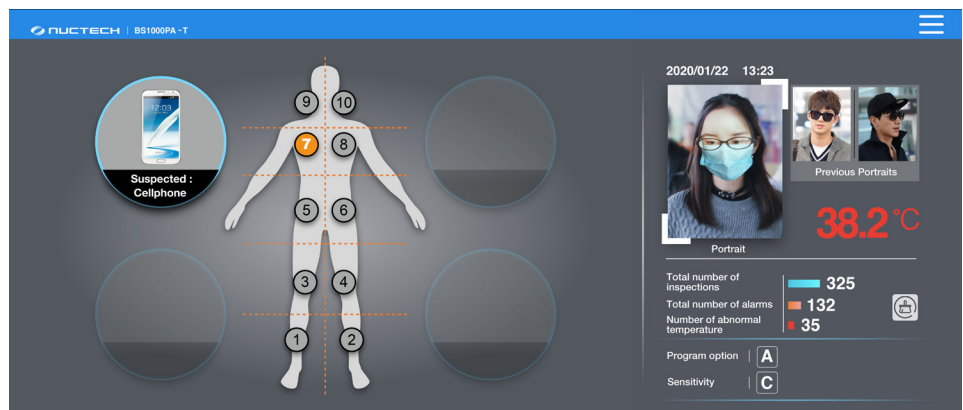 NUCTECH | BS1000PA-T
2020/01/22 13:23
12:03
Suspected :
Cellphone
9 10
7 8
5 6
3 4
1 2
Portrait
Previous Portraits
38.2 °C
Total number of
inspections 325
Total number of alarms 132
Number of abnormal
temperature 35
Program option | A
Sensitivity | C